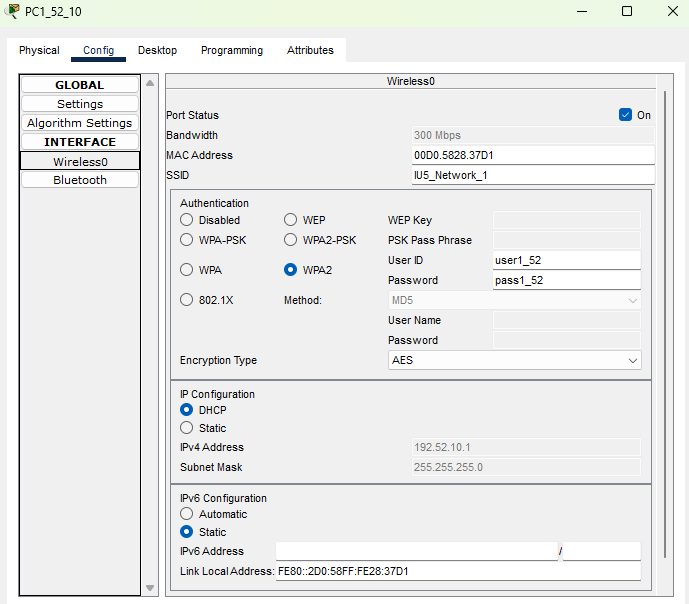 PC1_52_10
Physical Config Desktop Programming Attributes
GLOBAL
Settings
Algorithm Settings
INTERFACE
Wireless0
Bluetooth
Wireless0
Port Status On
Bandwidth 300 Mbps
MAC Address 00D0.5828.37D1
SSID IU5_Network_1
Authentication
Disabled WEP WEP Key
WPA-PSK WPA2-PSK PSK Pass Phrase
User ID user1_52
WPA WPA2
Password pass1_52
802.1X Method: MD5
User Name
Password
Encryption Type AES
IP Configuration
DHCP
Static
IPv4 Address 192.52.10.1
Subnet Mask 255.255.255.0
IPv6 Configuration
Automatic
Static
IPv6 Address /
Link Local Address: FE80::2D0:58FF:FE28:37D1